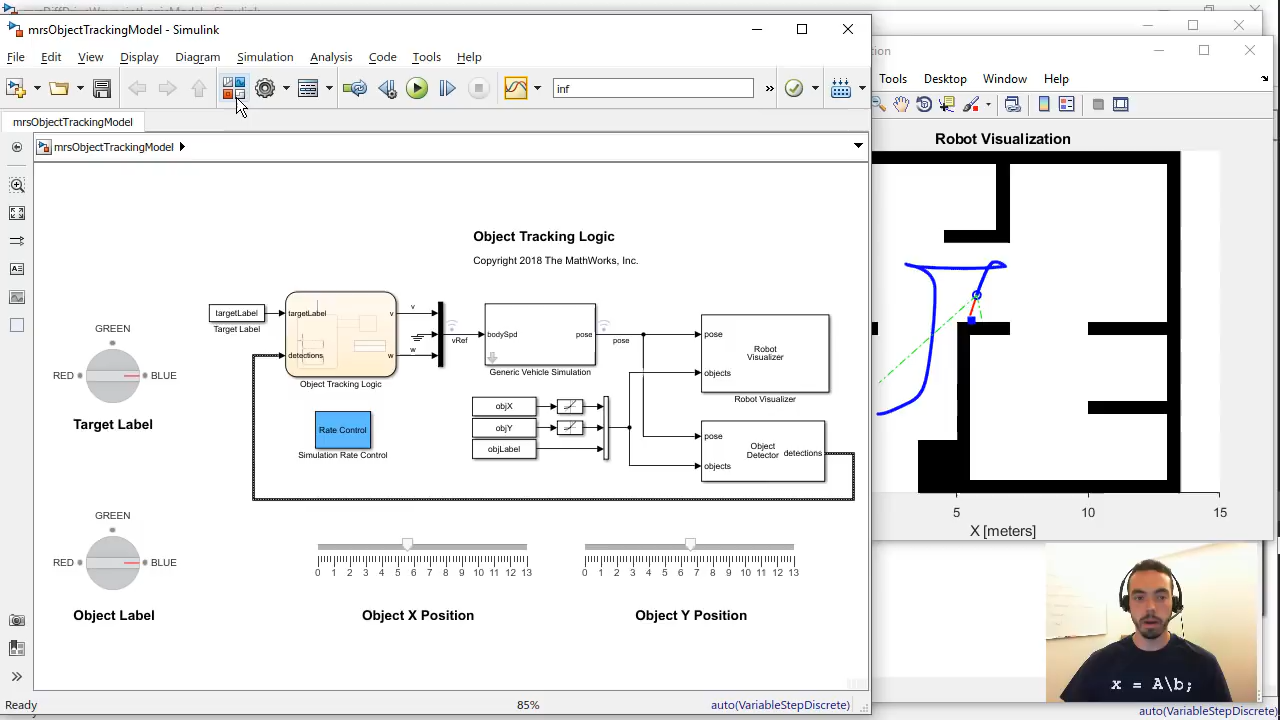 mrsObjectTrackingModel - Simulink
File Edit View Display Diagram Simulation Analysis Code Tools Help
inf
mrsObjectTrackingModel
mrsObjectTrackingModel
Object Tracking Logic
Copyright 2018 The MathWorks, Inc.
targetLabel
Target Label
targetLabel
detections
v
w
Object Tracking Logic
v
w
vRef
bodySpd
pose
Generic Vehicle Simulation
pose
pose
objects
Robot
Visualizer
Robot Visualizer
Rate Control
Simulation Rate Control
objX
objY
objLabel
pose
objects
Object
Detector
detections
GREEN
RED
BLUE
Target Label
GREEN
RED
BLUE
Object Label
0 1 2 3 4 5 6 7 8 9 10 11 12 13
Object X Position
0 1 2 3 4 5 6 7 8 9 10 11 12 13
Object Y Position
Ready
85%
auto(VariableStepDiscrete)
Tools Desktop Window Help
Robot Visualization
5 10 15
X [meters]
x = A\b;
auto(VariableStepDiscrete)